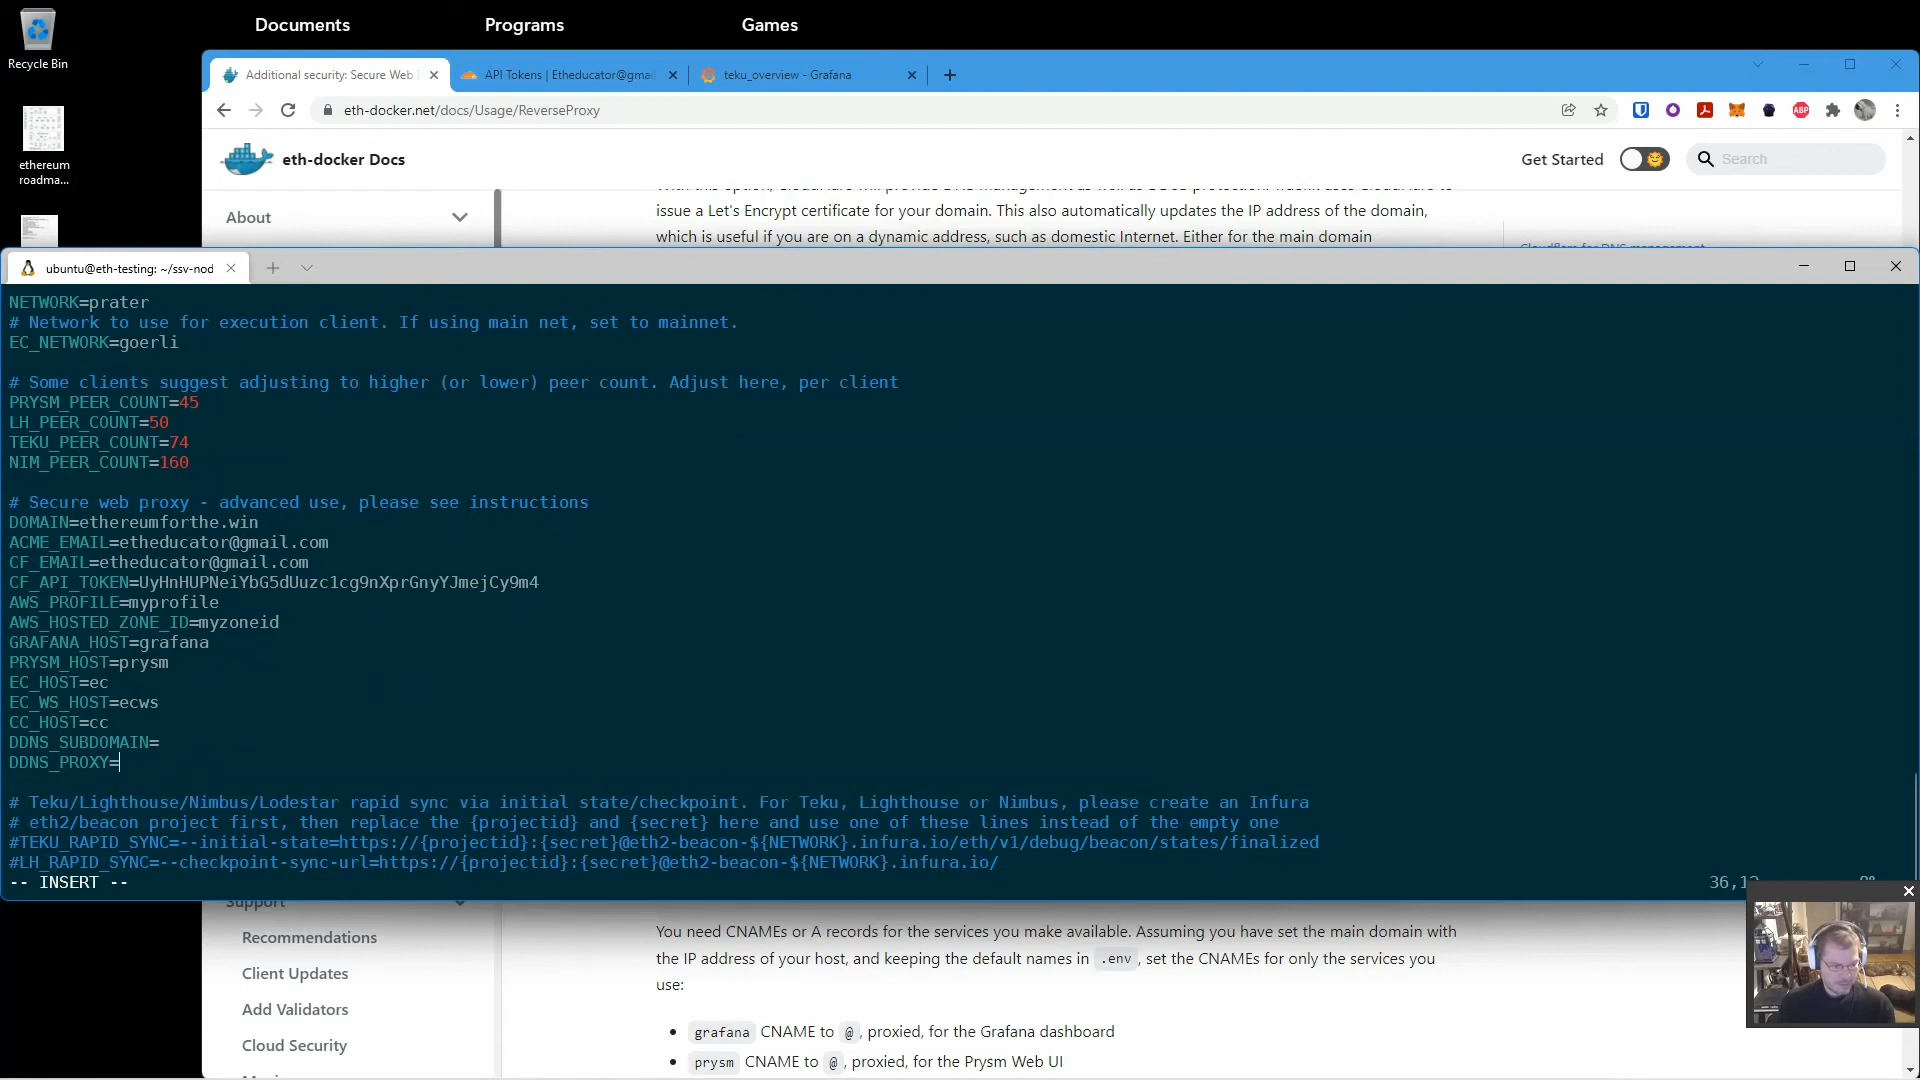 Documents
Programs
Games
Recycle Bin
ethereum
roadma...
Additional security: Secure Web
API Tokens | Etheducator@gmai
teku_overview - Grafana
eth-docker.net/docs/Usage/ReverseProxy
ABP
eth-docker Docs
Get Started
Search
About
issue a Let's Encrypt certificate for your domain. This also automatically updates the IP address of the domain,
which is useful if you are on a dynamic address, such as domestic Internet. Either for the main domain
Cloudflare for DNS management
ubuntu@eth-testing: ~/ssv-nod
NETWORK=prater
# Network to use for execution client. If using main net, set to mainnet.
EC_NETWORK=goerli
# Some clients suggest adjusting to higher (or lower) peer count. Adjust here, per client
PRYSM_PEER_COUNT=45
LH_PEER_COUNT=50
TEKU_PEER_COUNT=74
NIM_PEER_COUNT=160
# Secure web proxy - advanced use, please see instructions
DOMAIN=ethereumforthe.win
ACME_EMAIL=etheducator@gmail.com
CF_EMAIL=etheducator@gmail.com
CF_API_TOKEN=UyHnHUPNeiYbG5dUuzc1cg9nXprGnyYJmejCy9m4
AWS_PROFILE=myprofile
AWS_HOSTED_ZONE_ID=myzoneid
GRAFANA_HOST=grafana
PRYSM_HOST=prysm
EC_HOST=ec
EC_WS_HOST=ecws
CC_HOST=cc
DDNS_SUBDOMAIN=
DDNS_PROXY=
# Teku/Lighthouse/Nimbus/Lodestar rapid sync via initial state/checkpoint. For Teku, Lighthouse or Nimbus, please create an Infura
# eth2/beacon project first, then replace the {projectid} and {secret} here and use one of these lines instead of the empty one
#TEKU_RAPID_SYNC=--initial-state=https://{projectid}:{secret}@eth2-beacon-${NETWORK}.infura.io/eth/v1/debug/beacon/states/finalized
#LH_RAPID_SYNC=--checkpoint-sync-url=https://{projectid}:{secret}@eth2-beacon-${NETWORK}.infura.io/
-- INSERT --
Support
Recommendations
Client Updates
Add Validators
Cloud Security
You need CNAMEs or A records for the services you make available. Assuming you have set the main domain with
the IP address of your host, and keeping the default names in .env, set the CNAMEs for only the services you
use:
• grafana CNAME to @, proxied, for the Grafana dashboard
• prysm CNAME to @, proxied, for the Prysm Web UI